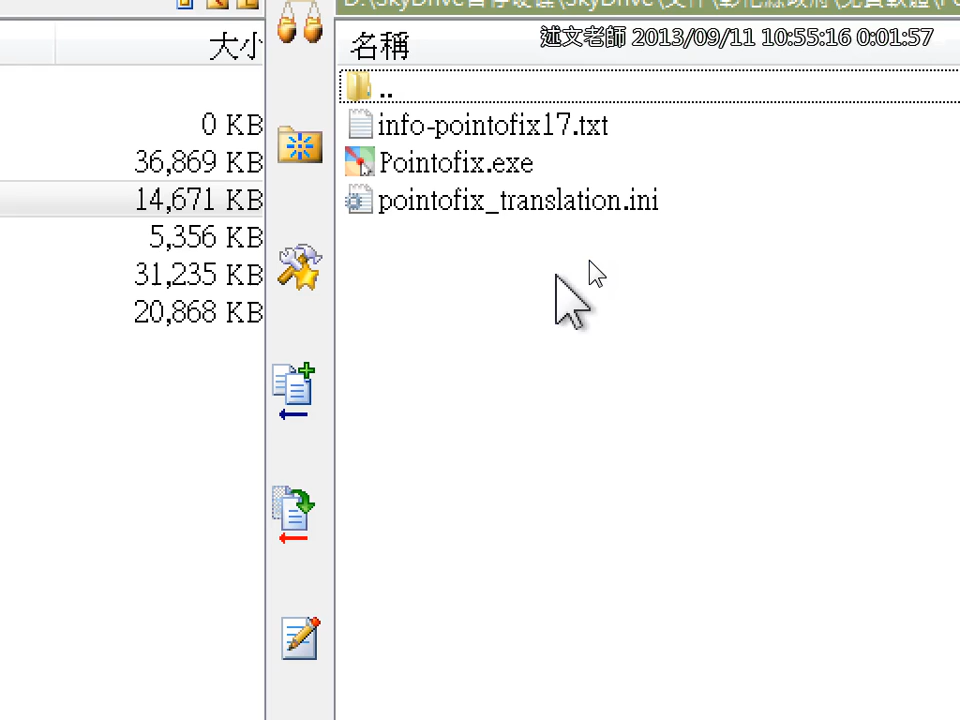 大小
0 KB
36,869 KB
14,671 KB
5,356 KB
31,235 KB
20,868 KB
名稱
述文老師 2013/09/11 10:55:16 0:01:57
..
info-pointofix17.txt
Pointofix.exe
pointofix_translation.ini